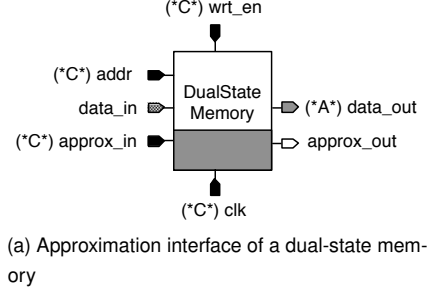 (*C*) wrt_en
(*C*) addr
data_in
(*C*) approx_in
DualState
Memory
(*A*) data_out
approx_out
(*C*) clk
(a) Approximation interface of a dual-state mem-
ory